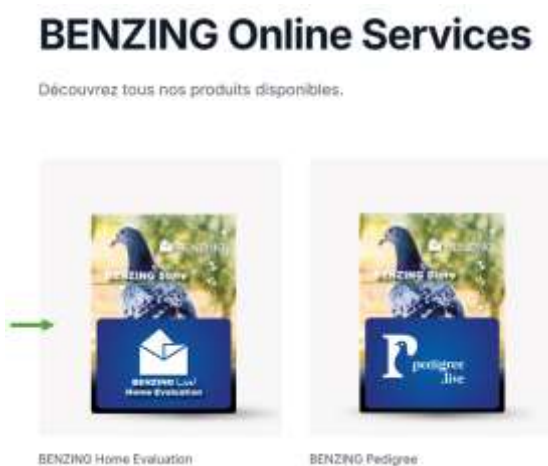 BENZING Online Services
Découvrez tous nos produits disponibles.
BENZING
BENZING
BENZING
BENZING
BENZING Live!
Home Evaluation
pedigree
.live
BENZING Home Evaluation
BENZING Pedigree